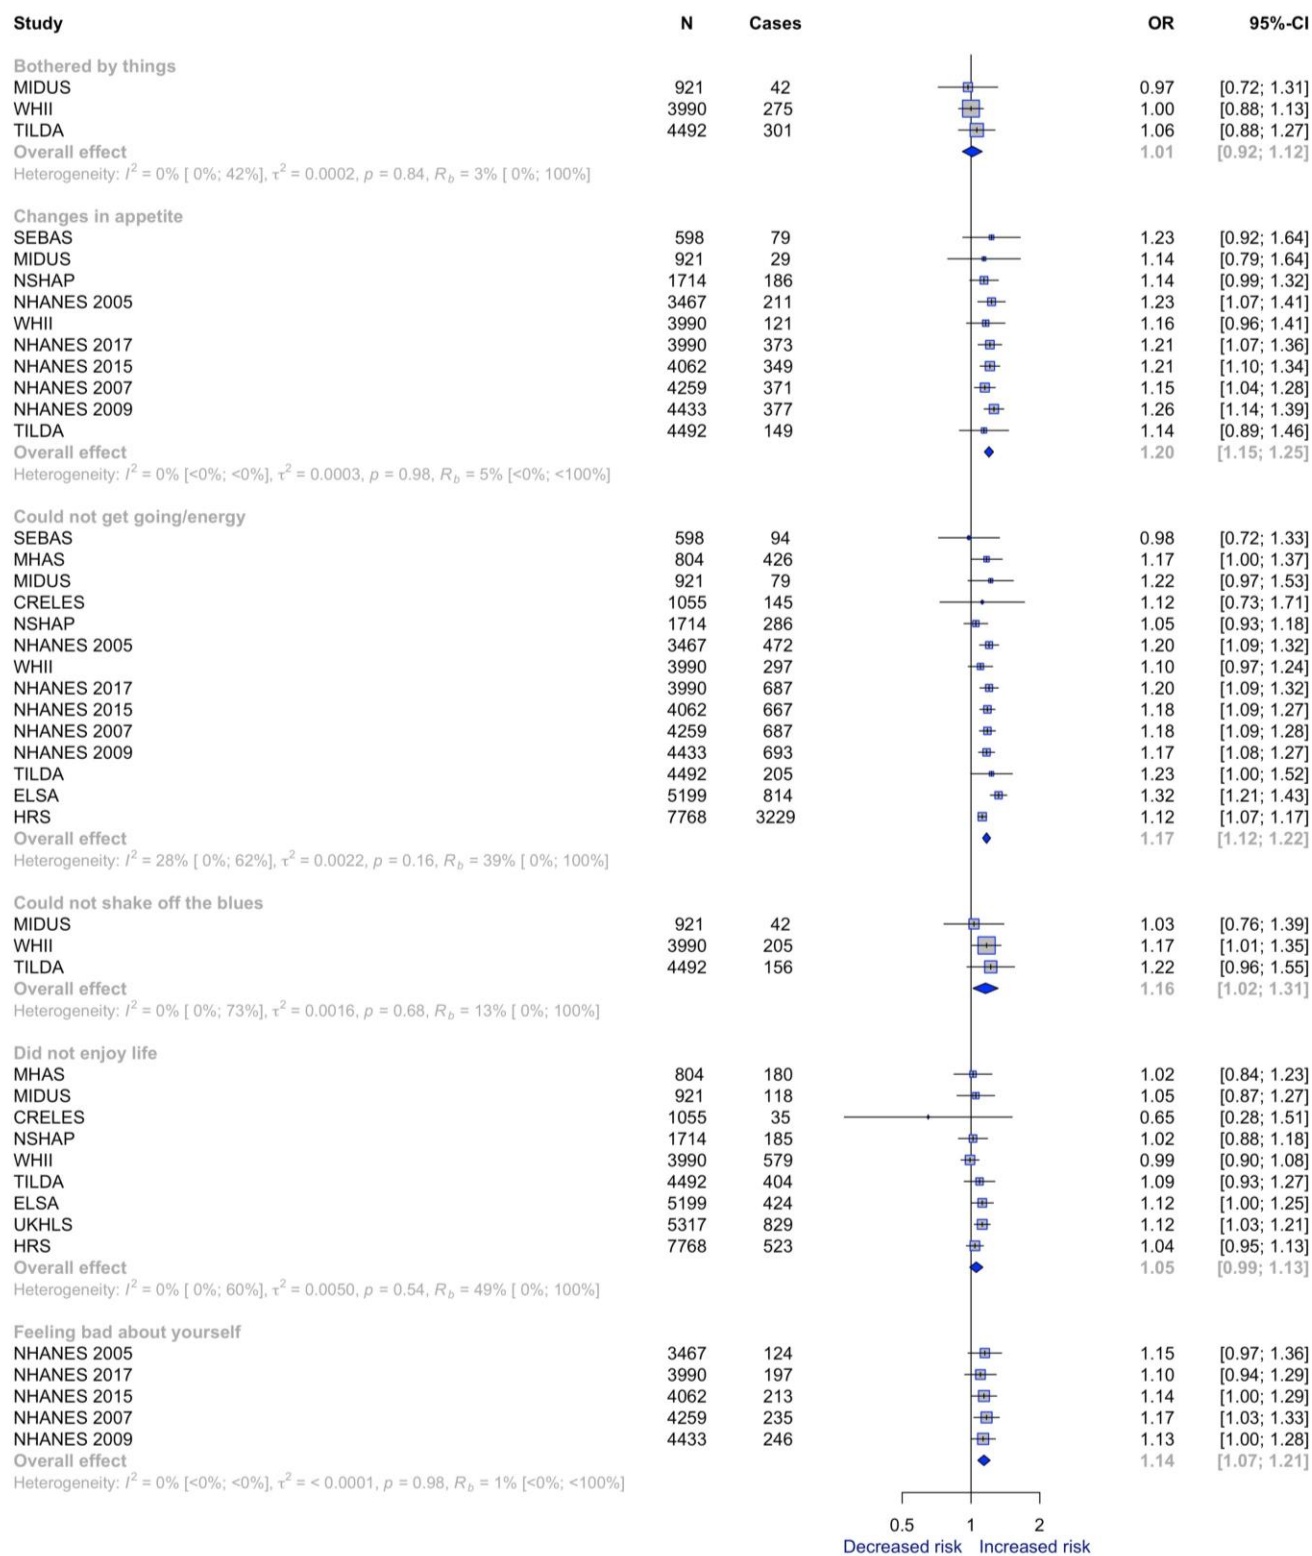 Study N Cases OR 95%-CI
Bothered by things
MIDUS 921 42 0.97 [0.72; 1.31]
WHII 3990 275 1.00 [0.88; 1.13]
TILDA 4492 301 1.06 [0.88; 1.27]
Overall effect 1.01 [0.92; 1.12]
Heterogeneity: I² = 0% [ 0%; 42%], τ² = 0.0002, p = 0.84, R_b = 3% [ 0%; 100%]
Changes in appetite
SEBAS 598 79 1.23 [0.92; 1.64]
MIDUS 921 29 1.14 [0.79; 1.64]
NSHAP 1714 186 1.14 [0.99; 1.32]
NHANES 2005 3467 211 1.23 [1.07; 1.41]
WHII 3990 121 1.16 [0.96; 1.41]
NHANES 2017 3990 373 1.21 [1.07; 1.36]
NHANES 2015 4062 349 1.21 [1.10; 1.34]
NHANES 2007 4259 371 1.15 [1.04; 1.28]
NHANES 2009 4433 377 1.26 [1.14; 1.39]
TILDA 4492 149 1.14 [0.89; 1.46]
Overall effect 1.20 [1.15; 1.25]
Heterogeneity: I² = 0% [<0%; <0%], τ² = 0.0003, p = 0.98, R_b = 5% [<0%; <100%]
Could not get going/energy
SEBAS 598 94 0.98 [0.72; 1.33]
MHAS 804 426 1.17 [1.00; 1.37]
MIDUS 921 79 1.22 [0.97; 1.53]
CRELES 1055 145 1.12 [0.73; 1.71]
NSHAP 1714 286 1.05 [0.93; 1.18]
NHANES 2005 3467 472 1.20 [1.09; 1.32]
WHII 3990 297 1.10 [0.97; 1.24]
NHANES 2017 3990 687 1.20 [1.09; 1.32]
NHANES 2015 4062 667 1.18 [1.09; 1.27]
NHANES 2007 4259 687 1.18 [1.09; 1.28]
NHANES 2009 4433 693 1.17 [1.08; 1.27]
TILDA 4492 205 1.23 [1.00; 1.52]
ELSA 5199 814 1.32 [1.21; 1.43]
HRS 7768 3229 1.12 [1.07; 1.17]
Overall effect 1.17 [1.12; 1.22]
Heterogeneity: I² = 28% [ 0%; 62%], τ² = 0.0022, p = 0.16, R_b = 39% [ 0%; 100%]
Could not shake off the blues
MIDUS 921 42 1.03 [0.76; 1.39]
WHII 3990 205 1.17 [1.01; 1.35]
TILDA 4492 156 1.22 [0.96; 1.55]
Overall effect 1.16 [1.02; 1.31]
Heterogeneity: I² = 0% [ 0%; 73%], τ² = 0.0016, p = 0.68, R_b = 13% [ 0%; 100%]
Did not enjoy life
MHAS 804 180 1.02 [0.84; 1.23]
MIDUS 921 118 1.05 [0.87; 1.27]
CRELES 1055 35 0.65 [0.28; 1.51]
NSHAP 1714 185 1.02 [0.88; 1.18]
WHII 3990 579 0.99 [0.90; 1.08]
TILDA 4492 404 1.09 [0.93; 1.27]
ELSA 5199 424 1.12 [1.00; 1.25]
UKHLS 5317 829 1.12 [1.03; 1.21]
HRS 7768 523 1.04 [0.95; 1.13]
Overall effect 1.05 [0.99; 1.13]
Heterogeneity: I² = 0% [ 0%; 60%], τ² = 0.0050, p = 0.54, R_b = 49% [ 0%; 100%]
Feeling bad about yourself
NHANES 2005 3467 124 1.15 [0.97; 1.36]
NHANES 2017 3990 197 1.10 [0.94; 1.29]
NHANES 2015 4062 213 1.14 [1.00; 1.29]
NHANES 2007 4259 235 1.17 [1.03; 1.33]
NHANES 2009 4433 246 1.13 [1.00; 1.28]
Overall effect 1.14 [1.07; 1.21]
Heterogeneity: I² = 0% [<0%; <0%], τ² = < 0.0001, p = 0.98, R_b = 1% [<0%; <100%]
0.5 1 2
Decreased risk Increased risk